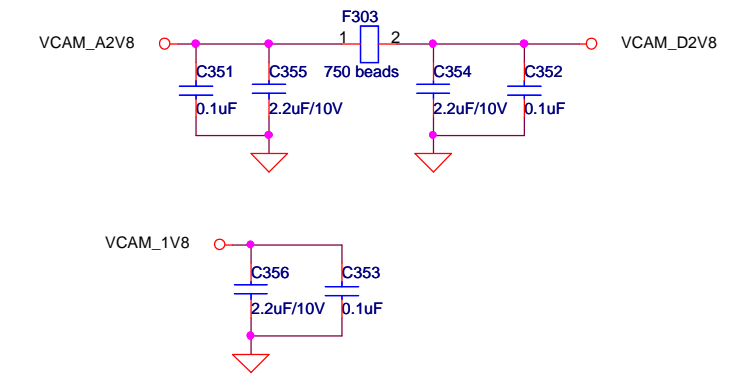 F303
VCAM_A2V8
1
2
VCAM_D2V8
C351
C355
750 beads
C354
C352
0.1uF
2.2uF/10V
2.2uF/10V
0.1uF
VCAM_1V8
C356
C353
2.2uF/10V
0.1uF